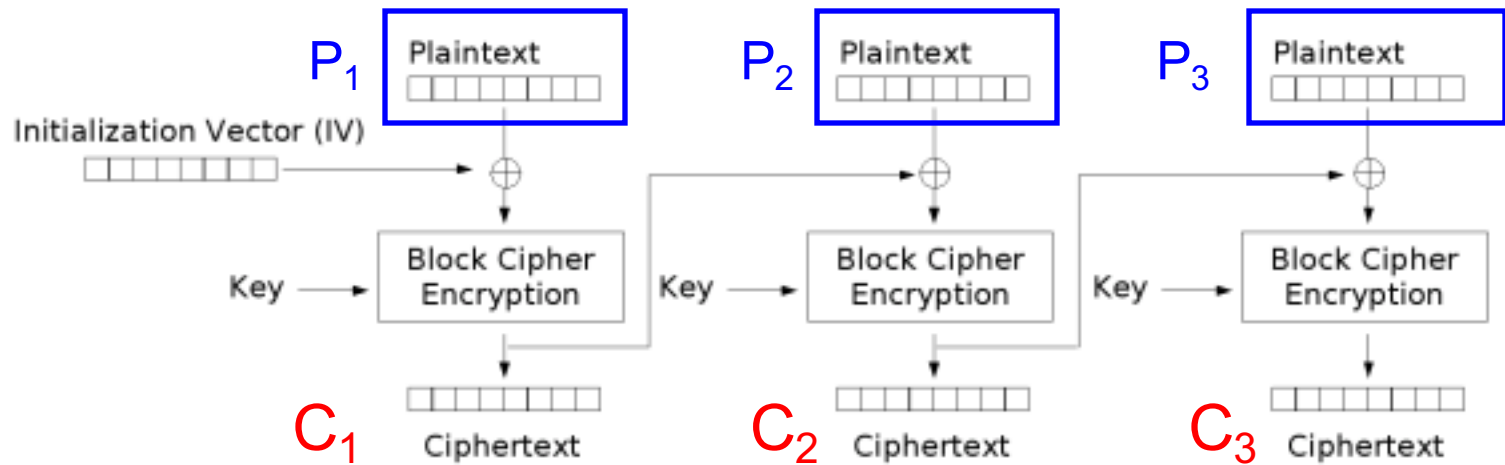 P1 Plaintext
P2 Plaintext
P3 Plaintext
Initialization Vector (IV)
Key
Block Cipher
Encryption
Key
Block Cipher
Encryption
Key
Block Cipher
Encryption
C1 Ciphertext
C2 Ciphertext
C3 Ciphertext